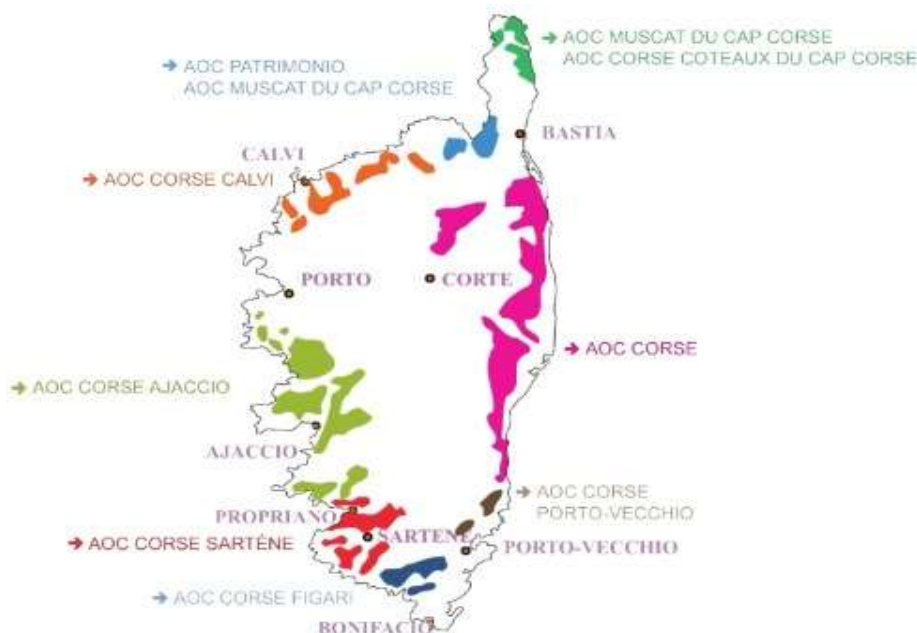 → AOC MUSCAT DU CAP CORSE
AOC CORSE COTEAUX DU CAP CORSE
→ AOC PATRIMONIO
AOC MUSCAT DU CAP CORSE
BASTIA
CALVI
→ AOC CORSE CALVI
PORTO
CORTE
→ AOC CORSE
→ AOC CORSE AJACCIO
AJACCIO
→ AOC CORSE
PORTO-VECCHIO
PROPRIANO
SARTENE
→ AOC CORSE SARTÉNE
PORTO-VECCHIO
→ AOC CORSE FIGARI
BONIFACIO